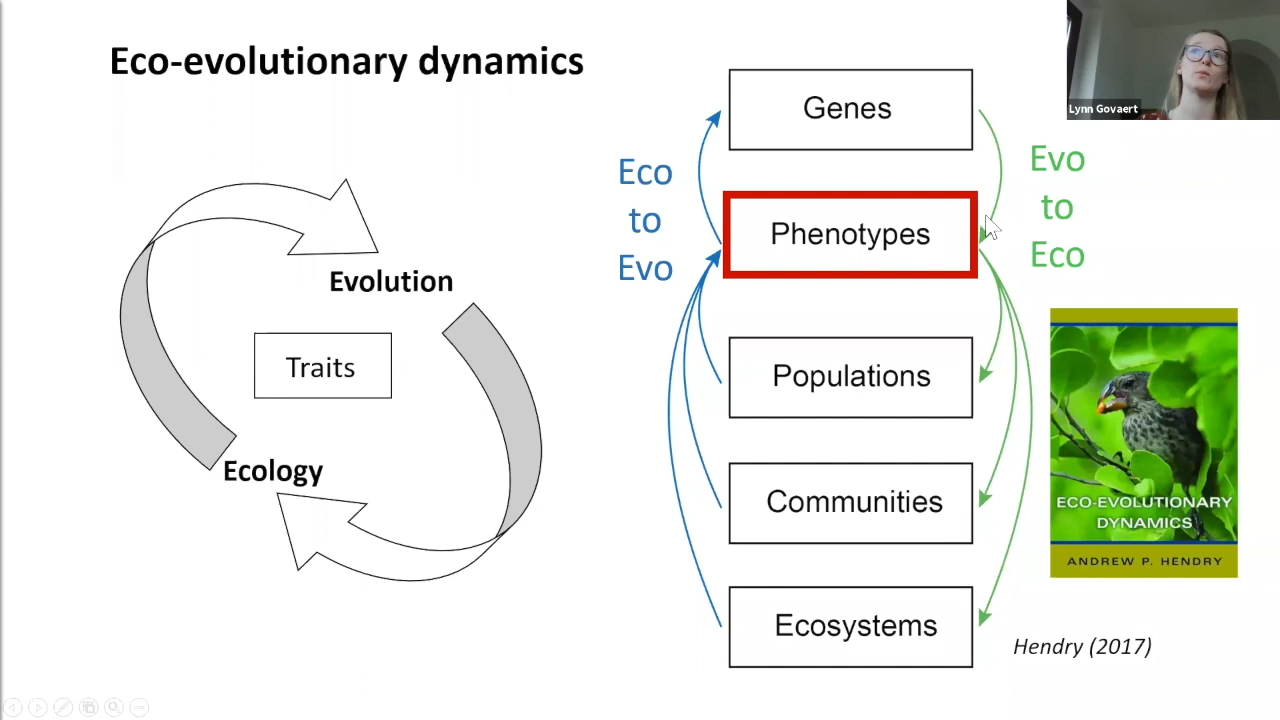 Eco-evolutionary dynamics
Evolution
Traits
Ecology
Eco
to
Evo
Genes
Phenotypes
Populations
Communities
Ecosystems
Evo
to
Eco
Lynn Govaert
ECO-EVOLUTIONARY
DYNAMICS
ANDREW P. HENDRY
Hendry (2017)